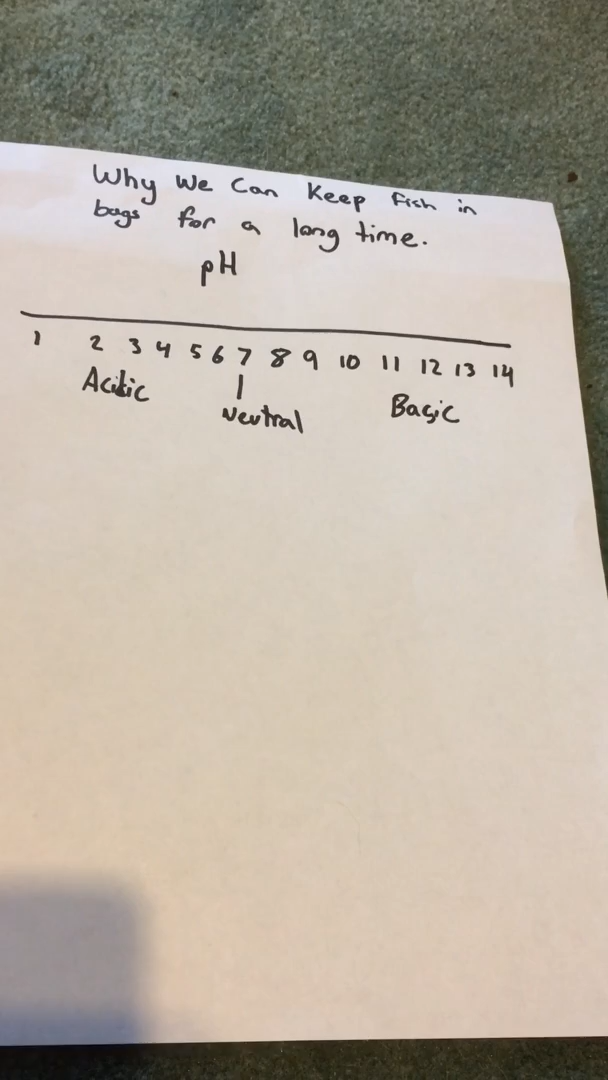 Why We Can Keep fish in
bags for a long time.
pH
1 2 3 4 5 6 7 8 9 10 11 12 13 14
Acidic Neutral Basic